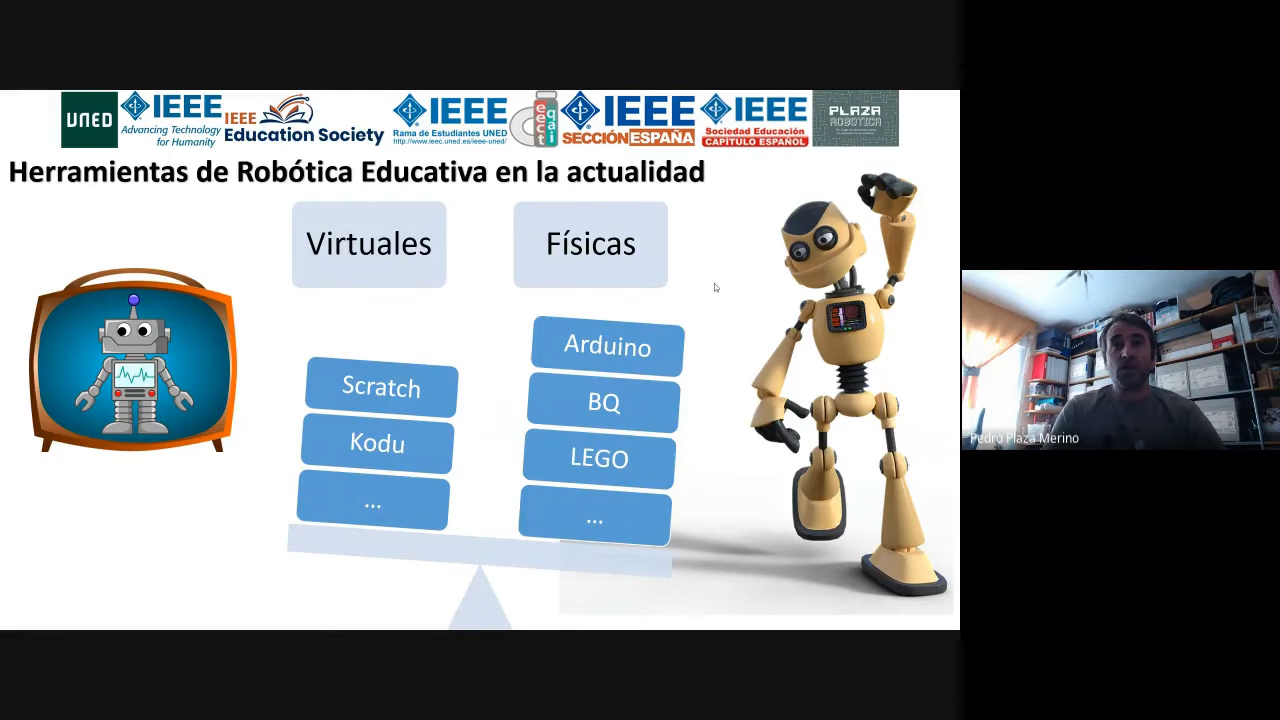 UNED
IEEE
Advancing Technology
for Humanity
IEEE
Education Society
IEEE
Rama de Estudiantes UNED
http://www.ieec.uned.es/ieee-uned/
IEEE
SECCIÓN ESPAÑA
IEEE
Sociedad Educación
CAPÍTULO ESPAÑOL
PLAZA
ROBÓTICA
Herramientas de Robótica Educativa en la actualidad
Virtuales
Físicas
Scratch
Kodu
...
Arduino
BQ
LEGO
...
Pedro Plaza Merino